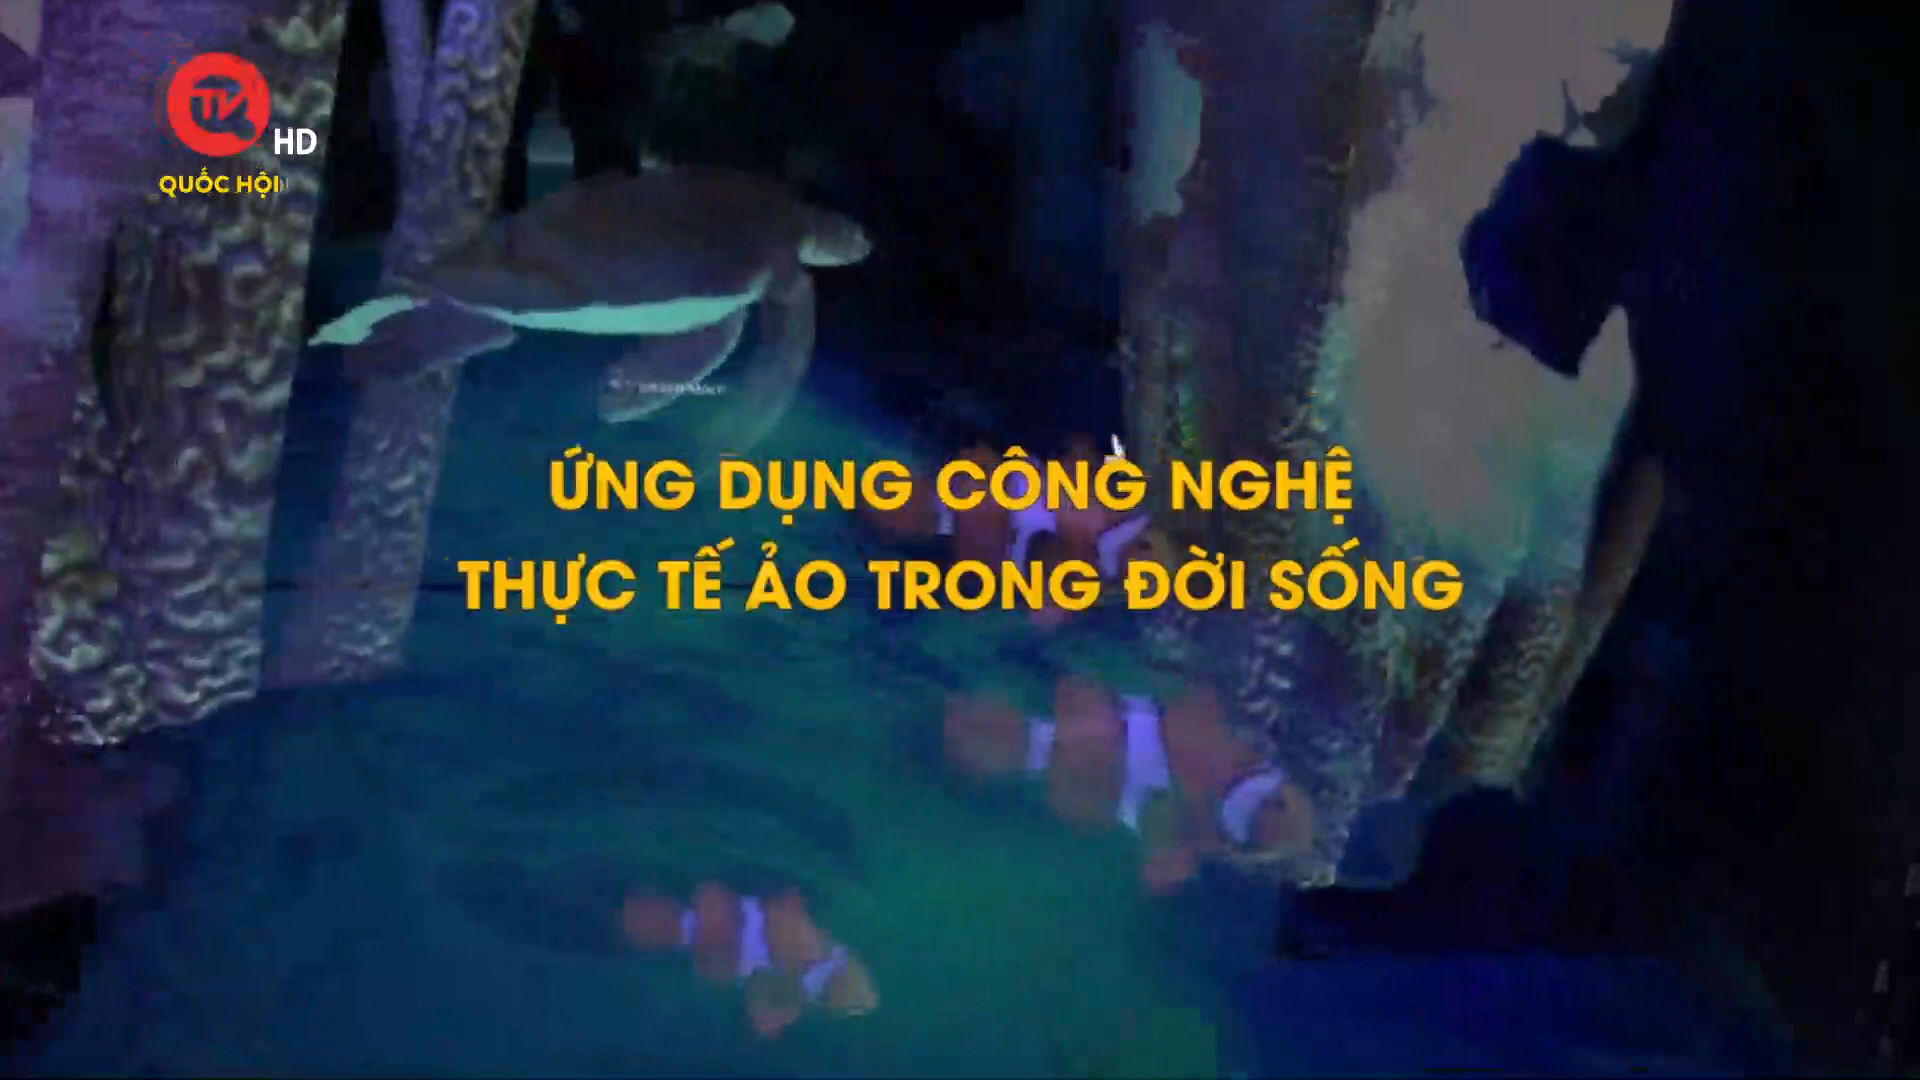 HD
QUỐC HỘI
ỨNG DỤNG CÔNG NGHỆ
THỰC TẾ ẢO TRONG ĐỜI SỐNG